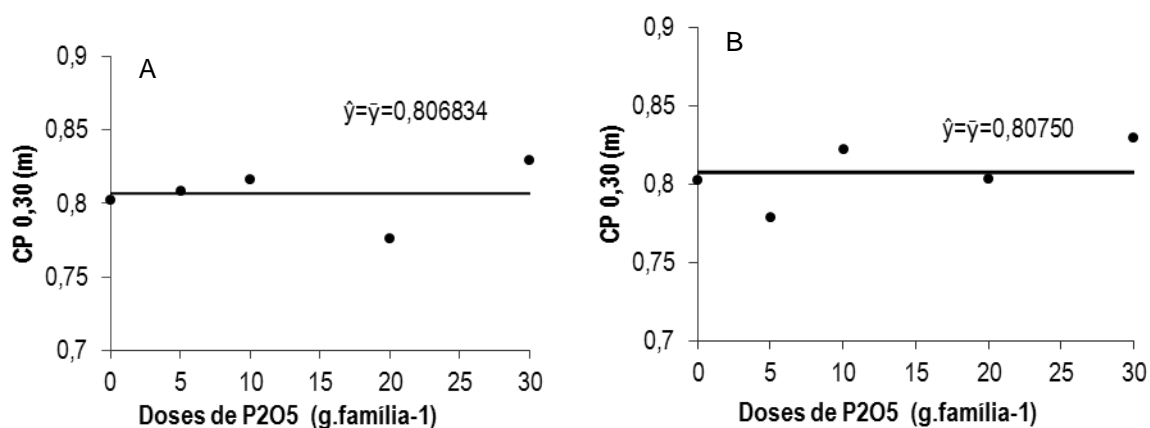 A
ŷ=ȳ=0,806834
CP 0,30 (m)
0,9
0,85
0,8
0,75
0,7
0 5 10 15 20 25 30
Doses de P2O5 (g.família-1)
B
ŷ=ȳ=0,80750
CP 0,30 (m)
0,9
0,85
0,8
0,75
0,7
0 5 10 15 20 25 30
Doses de P2O5 (g.família-1)